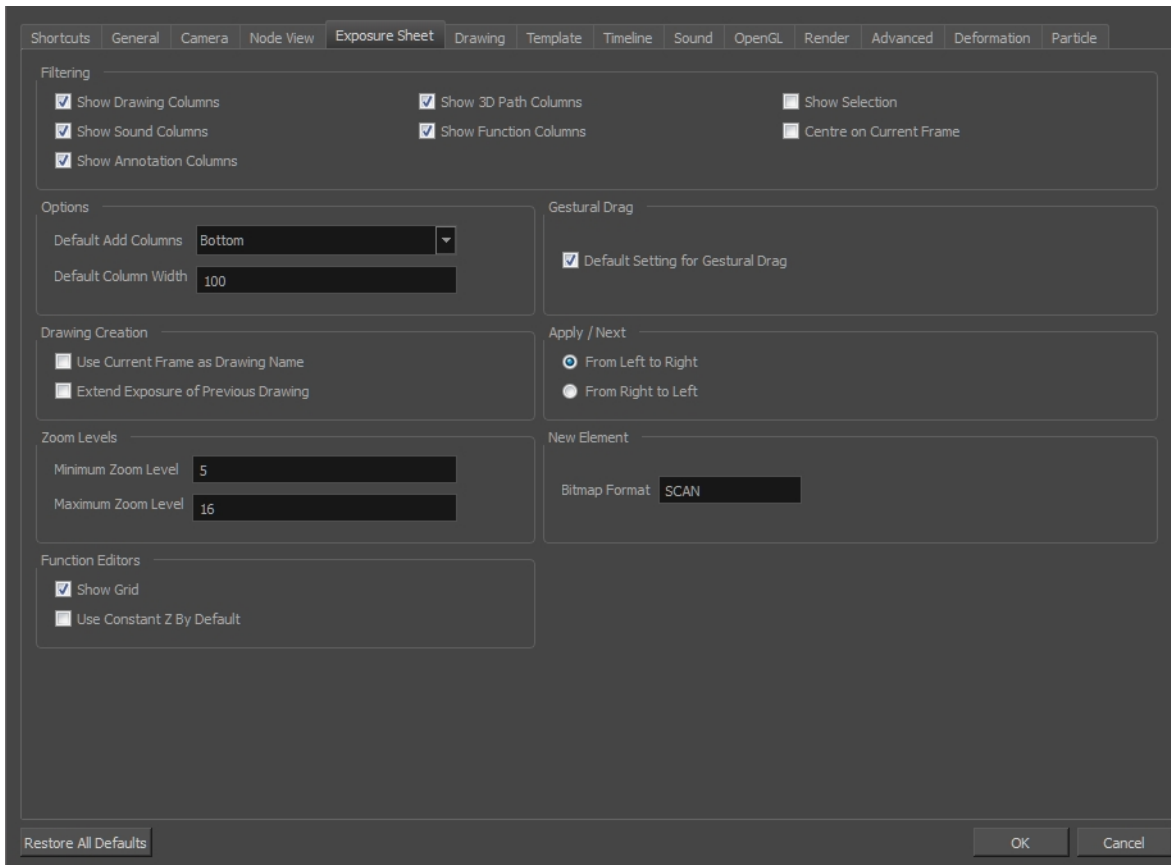 Shortcuts General Camera Node View Exposure Sheet Drawing Template Timeline Sound OpenGL Render Advanced Deformation Particle
Filtering
Show Drawing Columns Show 3D Path Columns Show Selection
Show Sound Columns Show Function Columns Centre on Current Frame
Show Annotation Columns
Options
Default Add Columns Bottom
Default Column Width 100
Gestural Drag
Default Setting for Gestural Drag
Drawing Creation
Use Current Frame as Drawing Name
Extend Exposure of Previous Drawing
Apply / Next
From Left to Right
From Right to Left
Zoom Levels
Minimum Zoom Level 5
Maximum Zoom Level 16
New Element
Bitmap Format SCAN
Function Editors
Show Grid
Use Constant Z By Default
Restore All Defaults OK Cancel